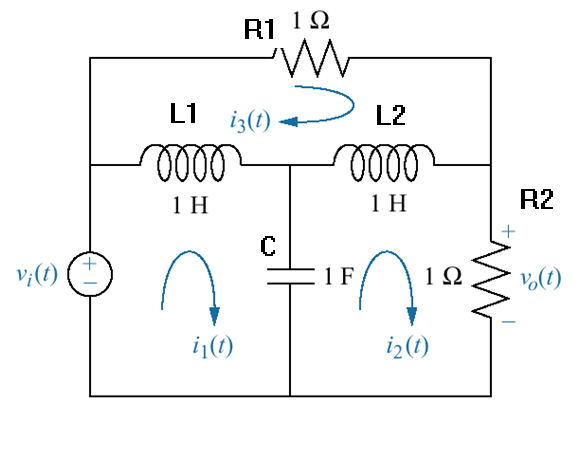 R1 1 Ω
L1 i3(t) L2
1 H 1 H
R2
+
C
vi(t) + − 1 F 1 Ω vo(t)
i1(t) i2(t) −